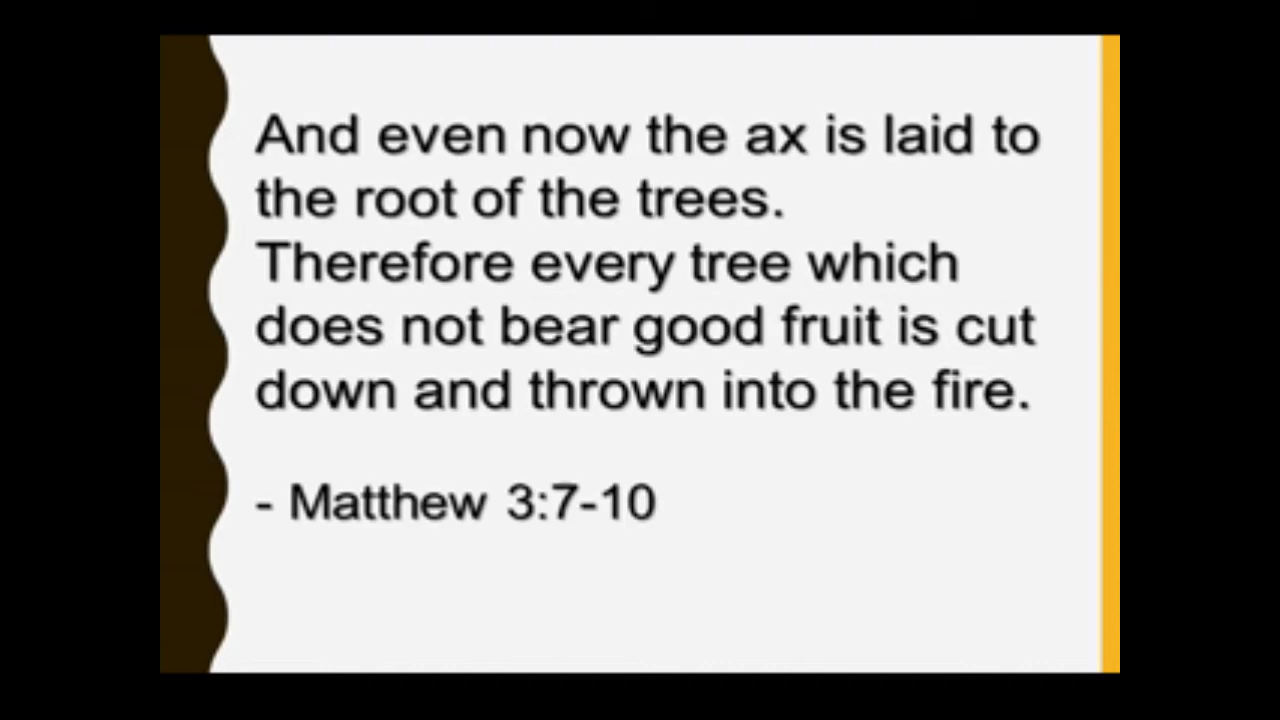 And even now the ax is laid to
the root of the trees.
Therefore every tree which
does not bear good fruit is cut
down and thrown into the fire.
- Matthew 3:7-10